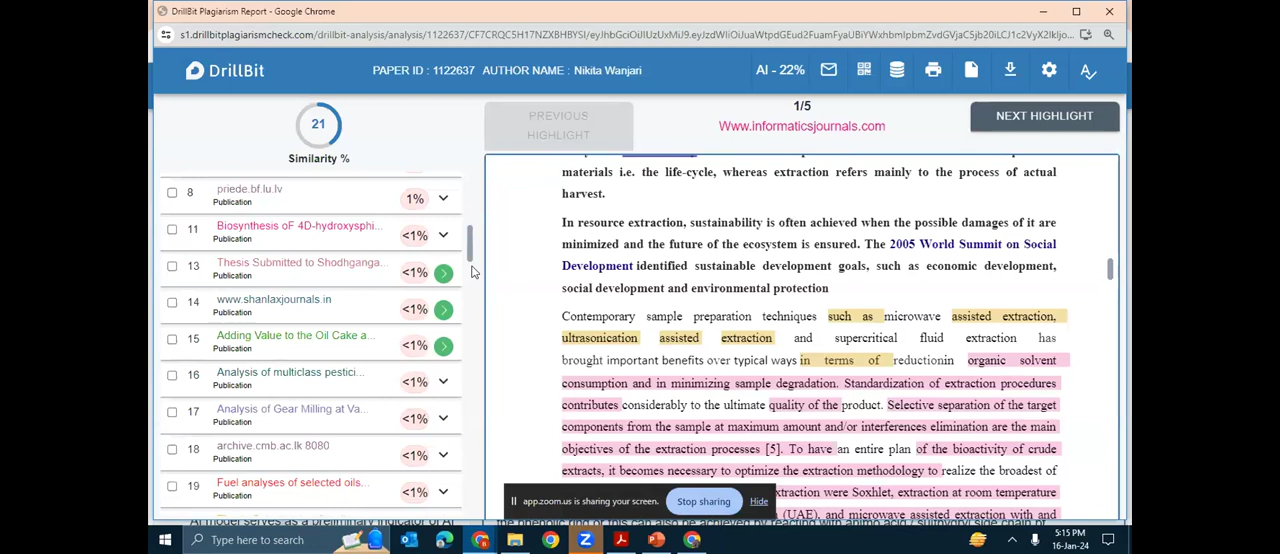 DrillBit Plagiarism Report - Google Chrome
s1.drillbitplagiarismcheck.com/drillbit-analysis/analysis/1122637/
DrillBit
PAPER ID : 1122637 AUTHOR NAME : Nikita Wanjari
AI - 22%
21
Similarity %
PREVIOUS
HIGHLIGHT
1/5
Www.informaticsjournals.com
NEXT HIGHLIGHT
8
priede.bf.lu.lv
Publication
1%
11
Biosynthesis oF 4D-hydroxysphi...
Publication
<1%
13
Thesis Submitted to Shodhganga...
Publication
<1%
14
www.shanlaxjournals.in
Publication
<1%
15
Adding Value to the Oil Cake a...
Publication
<1%
16
Analysis of multiclass pestici...
Publication
<1%
17
Analysis of Gear Milling at Va...
Publication
<1%
18
archive.cmb.ac.lk 8080
Publication
<1%
19
Fuel analyses of selected oils...
Publication
<1%
materials i.e. the life-cycle, whereas extraction refers mainly to the process of actual
harvest.
In resource extraction, sustainability is often achieved when the possible damages of it are
minimized and the future of the ecosystem is ensured. The 2005 World Summit on Social
Development identified sustainable development goals, such as economic development,
social development and environmental protection
Contemporary sample preparation techniques such as microwave assisted extraction,
ultrasonication assisted extraction and supercritical fluid extraction has
brought important benefits over typical ways in terms of reductionin organic solvent
consumption and in minimizing sample degradation. Standardization of extraction procedures
contributes considerably to the ultimate quality of the product. Selective separation of the target
components from the sample at maximum amount and/or interferences elimination are the main
objectives of the extraction processes [5]. To have an entire plan of the bioactivity of crude
extracts, it becomes necessary to optimize the extraction methodology to realize the broadest of
xtraction were Soxhlet, extraction at room temperature
(UAE), and microwave assisted extraction with and
app.zoom.us is sharing your screen.
Stop sharing
Hide
Type here to search
5:15 PM
16-Jan-24